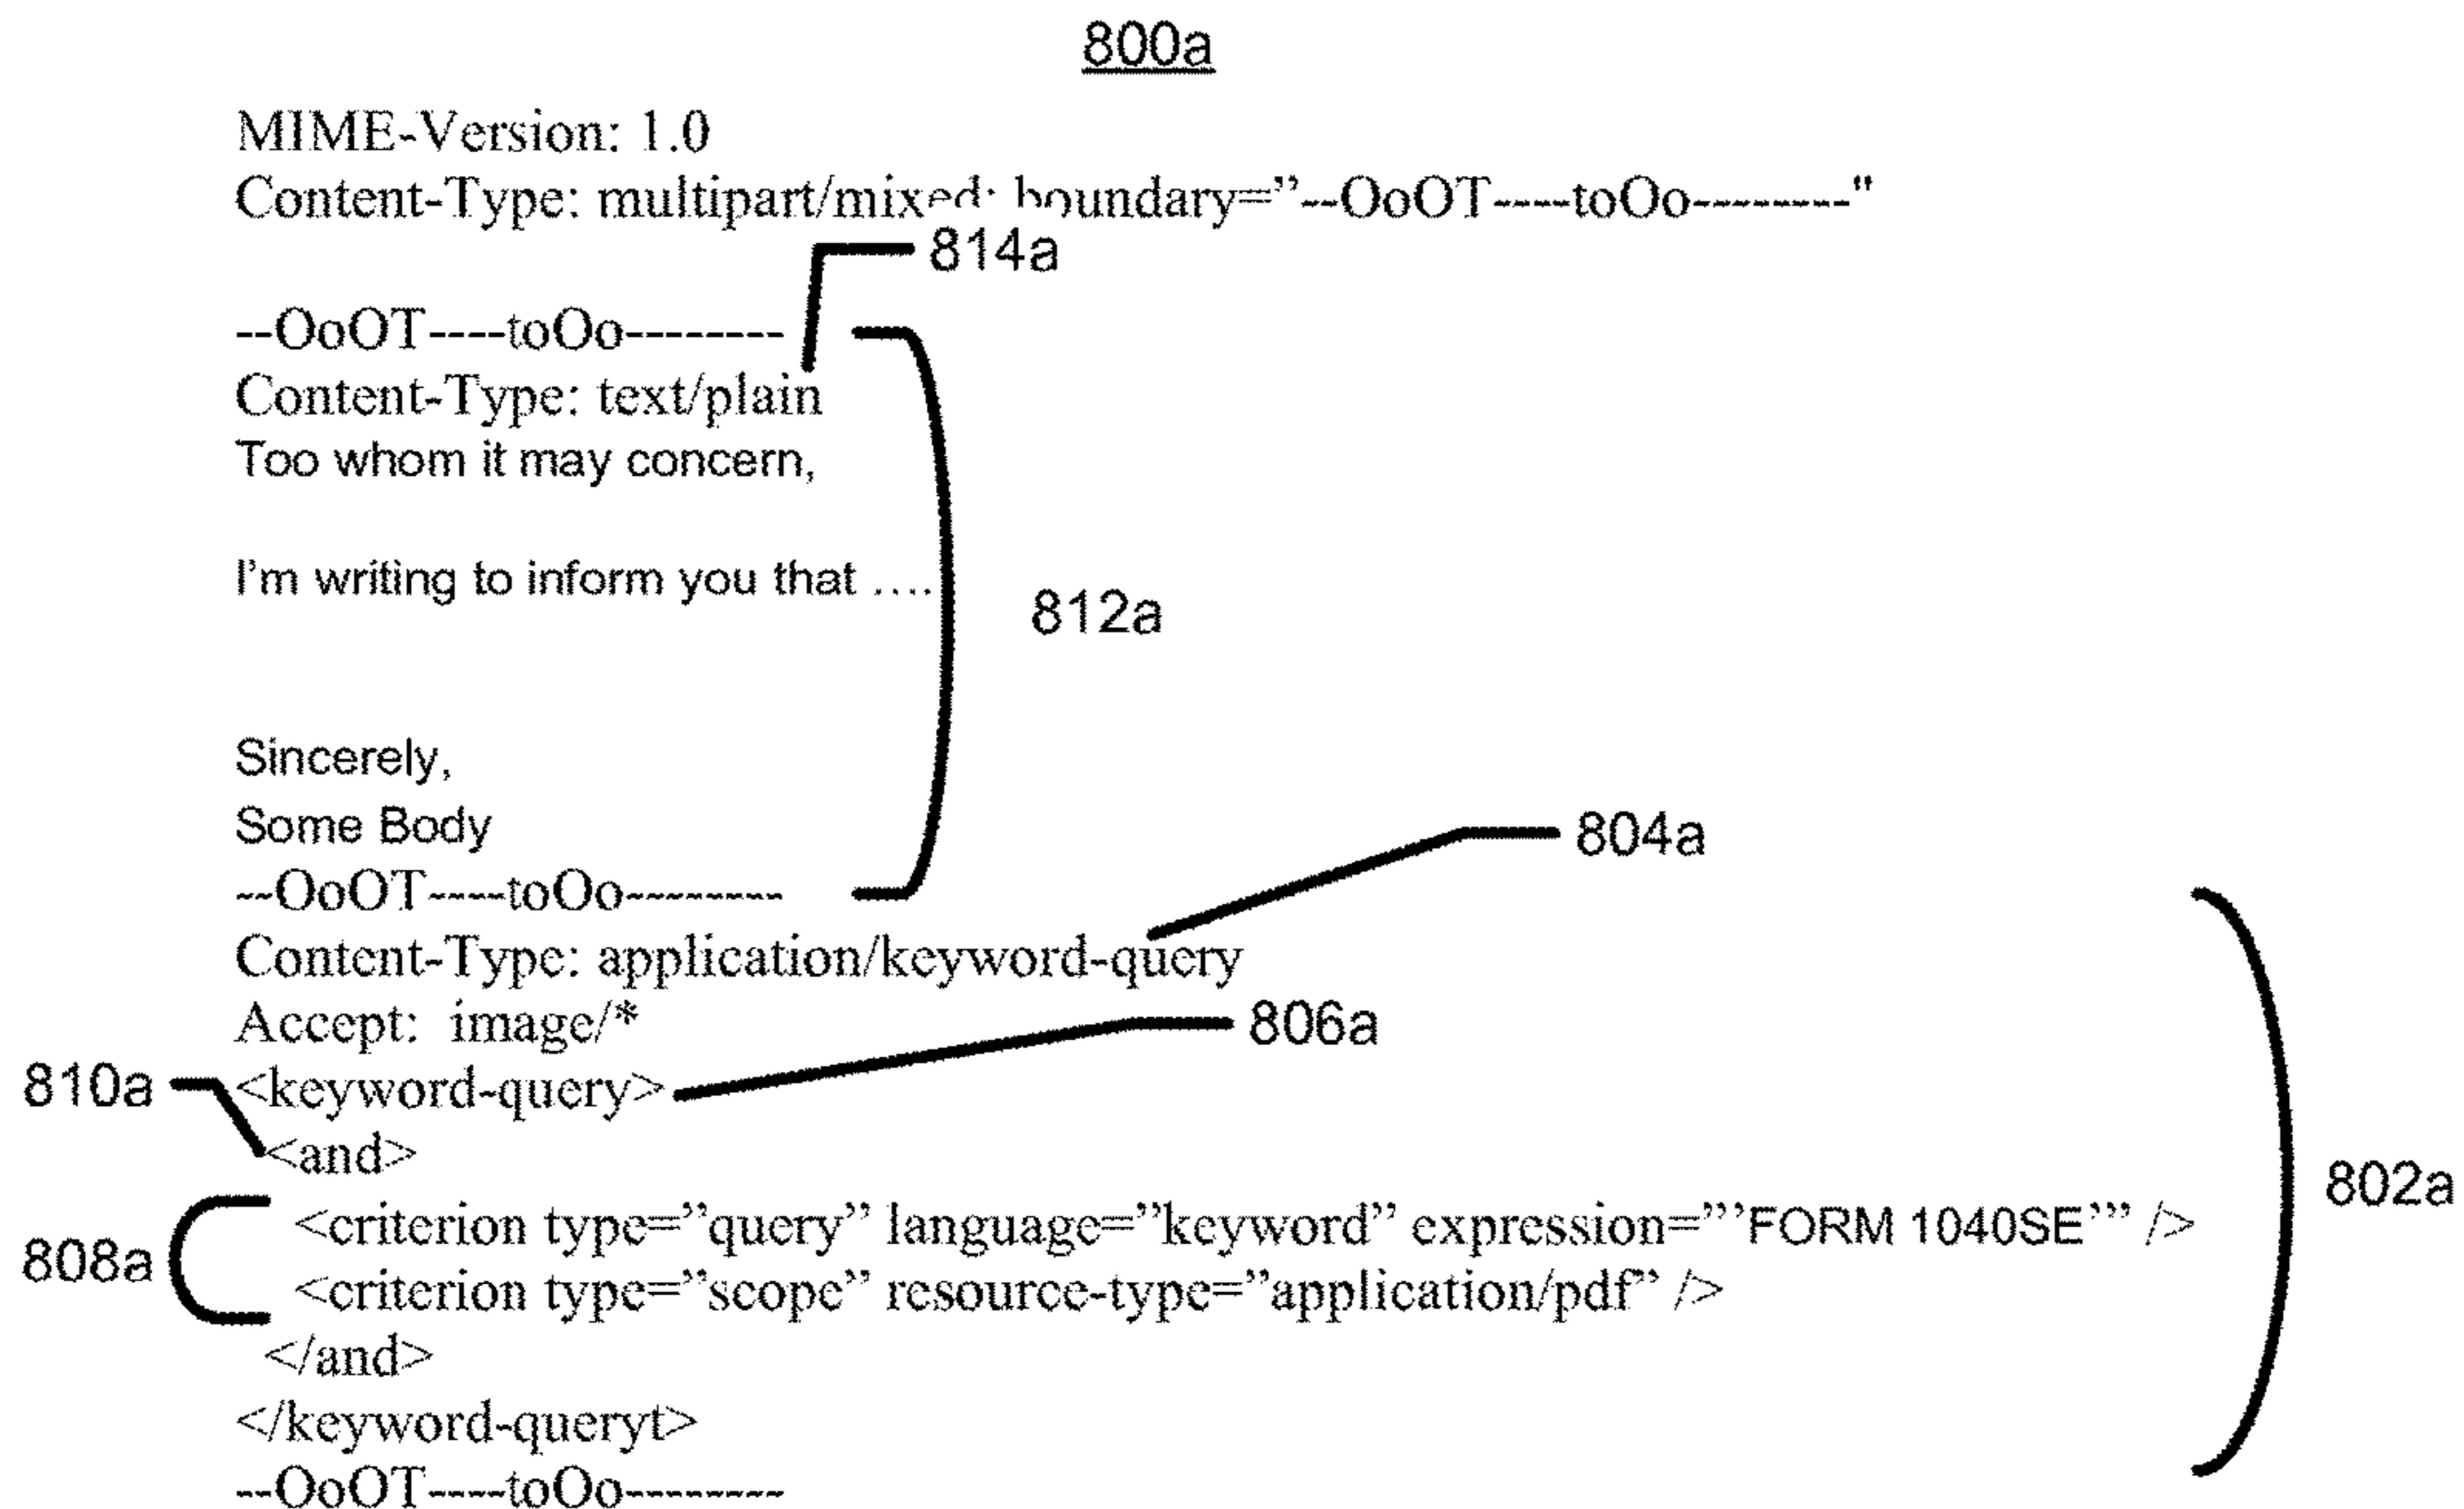 800a
MIME-Version: 1.0
Content-Type: multipart/mixed; boundary=”--OoOT----toOo--------"
814a
--OoOT----toOo--------
Content-Type: text/plain
Too whom it may concern,
I'm writing to inform you that ....
812a
Sincerely,
Some Body
804a
--OoOT----toOo--------
Content-Type: application/keyword-query
Accept:  image/*
806a
810a
<keyword-query>
<and>
802a
<criterion type=”query” language=”keyword” expression=”’FORM 1040SE’” />
808a
<criterion type=”scope” resource-type=”application/pdf” />
</and>
</keyword-queryt>
--OoOT----toOo--------